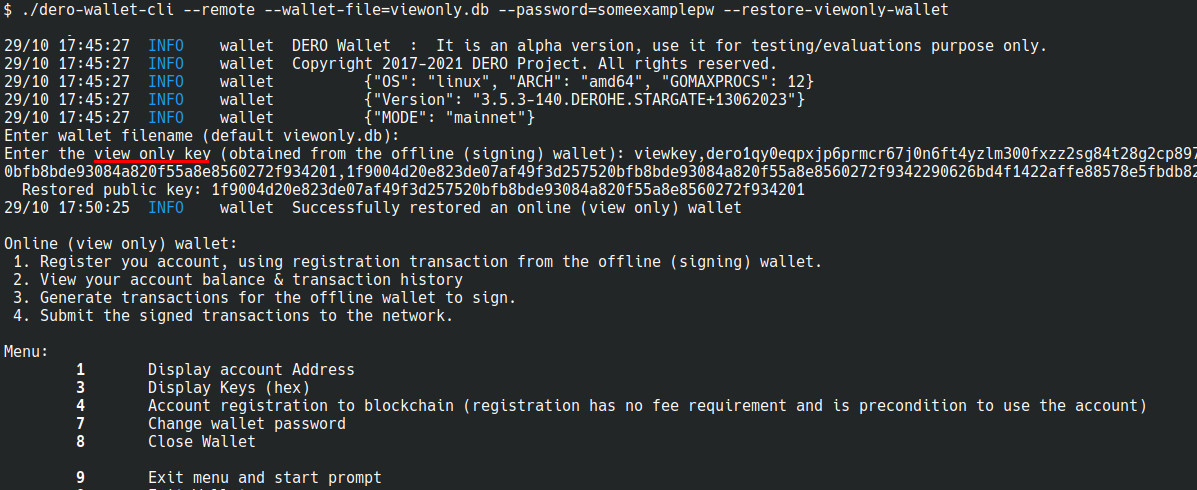 $ ./dero-wallet-cli --remote --wallet-file=viewonly.db --password=someexamplepw --restore-viewonly-wallet
29/10 17:45:27 INFO wallet DERO Wallet : It is an alpha version, use it for testing/evaluations purpose only.
29/10 17:45:27 INFO wallet Copyright 2017-2021 DERO Project. All rights reserved.
29/10 17:45:27 INFO wallet {"OS": "linux", "ARCH": "amd64", "GOMAXPROCS": 12}
29/10 17:45:27 INFO wallet {"Version": "3.5.3-140.DEROHE.STARGATE+13062023"}
29/10 17:45:27 INFO wallet {"MODE": "mainnet"}
Enter wallet filename (default viewonly.db):
Enter the view only key (obtained from the offline (signing) wallet): viewkey,dero1qy0eqpxjp6prmcr67j0n6ft4yzlm300fxzz2sg84t28g2cp897
0bfb8bde93084a820f55a8e8560272f934201,1f9004d20e823de07af49f3d257520bfb8bde93084a820f55a8e8560272f9342290626bd4f1422affe88578e5fbdb82
Restored public key: 1f9004d20e823de07af49f3d257520bfb8bde93084a820f55a8e8560272f934201
29/10 17:50:25 INFO wallet Successfully restored an online (view only) wallet
Online (view only) wallet:
1. Register you account, using registration transaction from the offline (signing) wallet.
2. View your account balance & transaction history
3. Generate transactions for the offline wallet to sign.
4. Submit the signed transactions to the network.
Menu:
1 Display account Address
3 Display Keys (hex)
4 Account registration to blockchain (registration has no fee requirement and is precondition to use the account)
7 Change wallet password
8 Close Wallet
9 Exit menu and start prompt